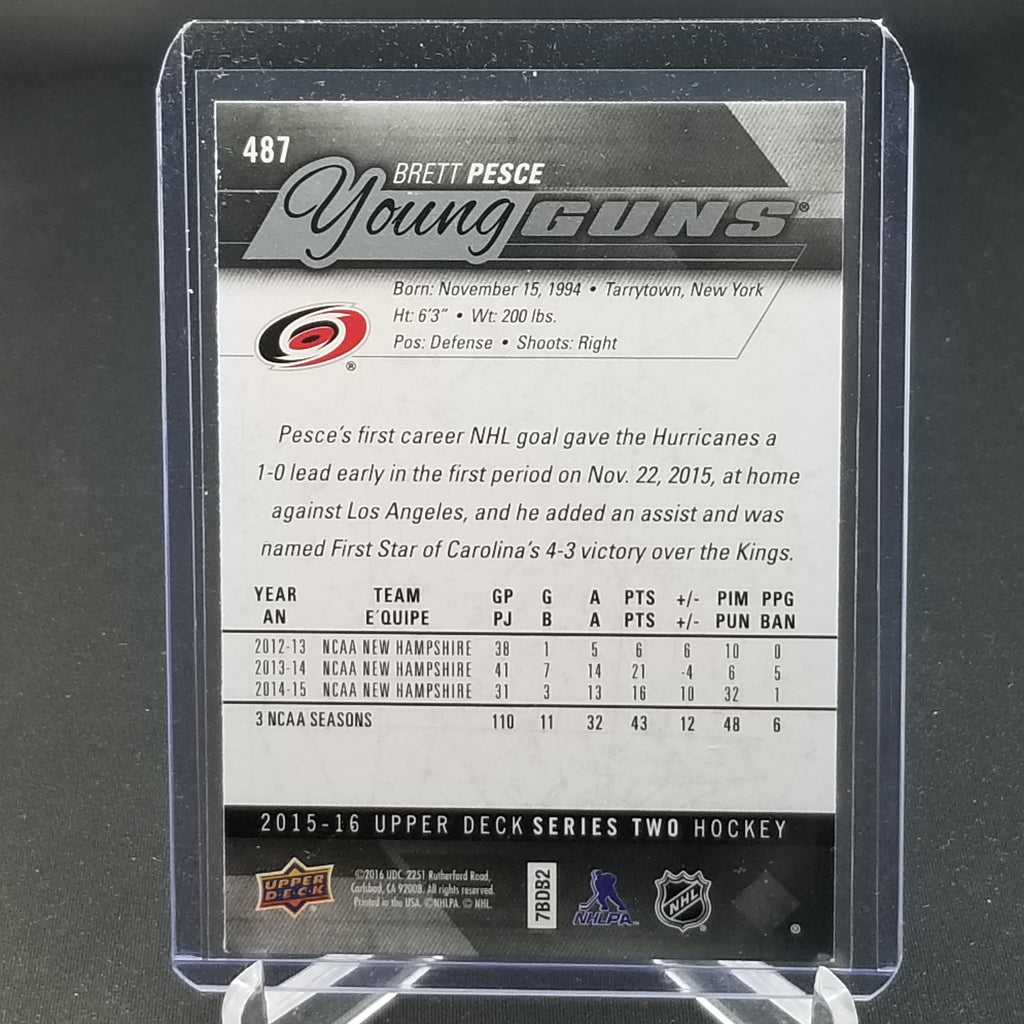 487
BRETT PESCE
Young GUNS®
Born: November 15, 1994 • Tarrytown, New York
Ht: 6'3" • Wt: 200 lbs.
Pos: Defense • Shoots: Right
®
Pesce's first career NHL goal gave the Hurricanes a
1-0 lead early in the first period on Nov. 22, 2015, at home
against Los Angeles, and he added an assist and was
named First Star of Carolina's 4-3 victory over the Kings.
YEAR TEAM GP G A PTS +/- PIM PPG
AN E´QUIPE PJ B A PTS +/- PUN BAN
2012-13 NCAA NEW HAMPSHIRE 38 1 5 6 6 10 0
2013-14 NCAA NEW HAMPSHIRE 41 7 14 21 -4 6 5
2014-15 NCAA NEW HAMPSHIRE 31 3 13 16 10 32 1
3 NCAA SEASONS 110 11 32 43 12 48 6
2015-16 UPPER DECK SERIES TWO HOCKEY
UPPER DECK
©2016 UDC. 2251 Rutherford Road,
Carlsbad, CA 92008. All rights reserved.
Printed in the USA. ©NHLPA. © NHL.
7BDB2
NHLPA™
NHL®
®